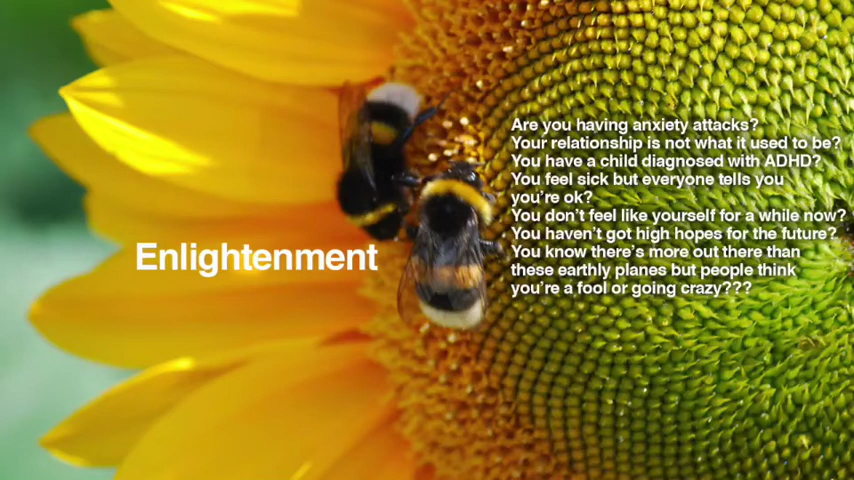 Enlightenment
Are you having anxiety attacks?
Your relationship is not what it used to be?
You have a child diagnosed with ADHD?
You feel sick but everyone tells you
you're ok?
You don't feel like yourself for a while now?
You haven't got high hopes for the future?
You know there's more out there than
these earthly planes but people think
you're a fool or going crazy???